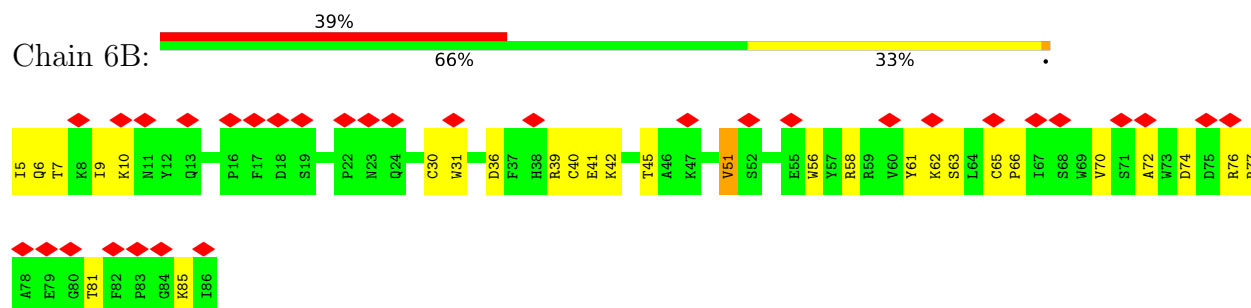 39%
Chain 6B:
66% 33% •
I5 Q6 T7 K8 I9 K10 N11 Y12 Q13 P16 F17 D18 S19 P22 N23 Q24 C30 W31 D36 F37 H38 R39 C40 E41 K42 T45 A46 K47 V51 S52 E55 W56 Y57 R58 R59 V60 Y61 K62 S63 L64 C65 P66 I67 S68 W69 V70 S71 A72 W73 D74 D75 R76
A78 E79 G80 T81 F82 P83 G84 K85 I86